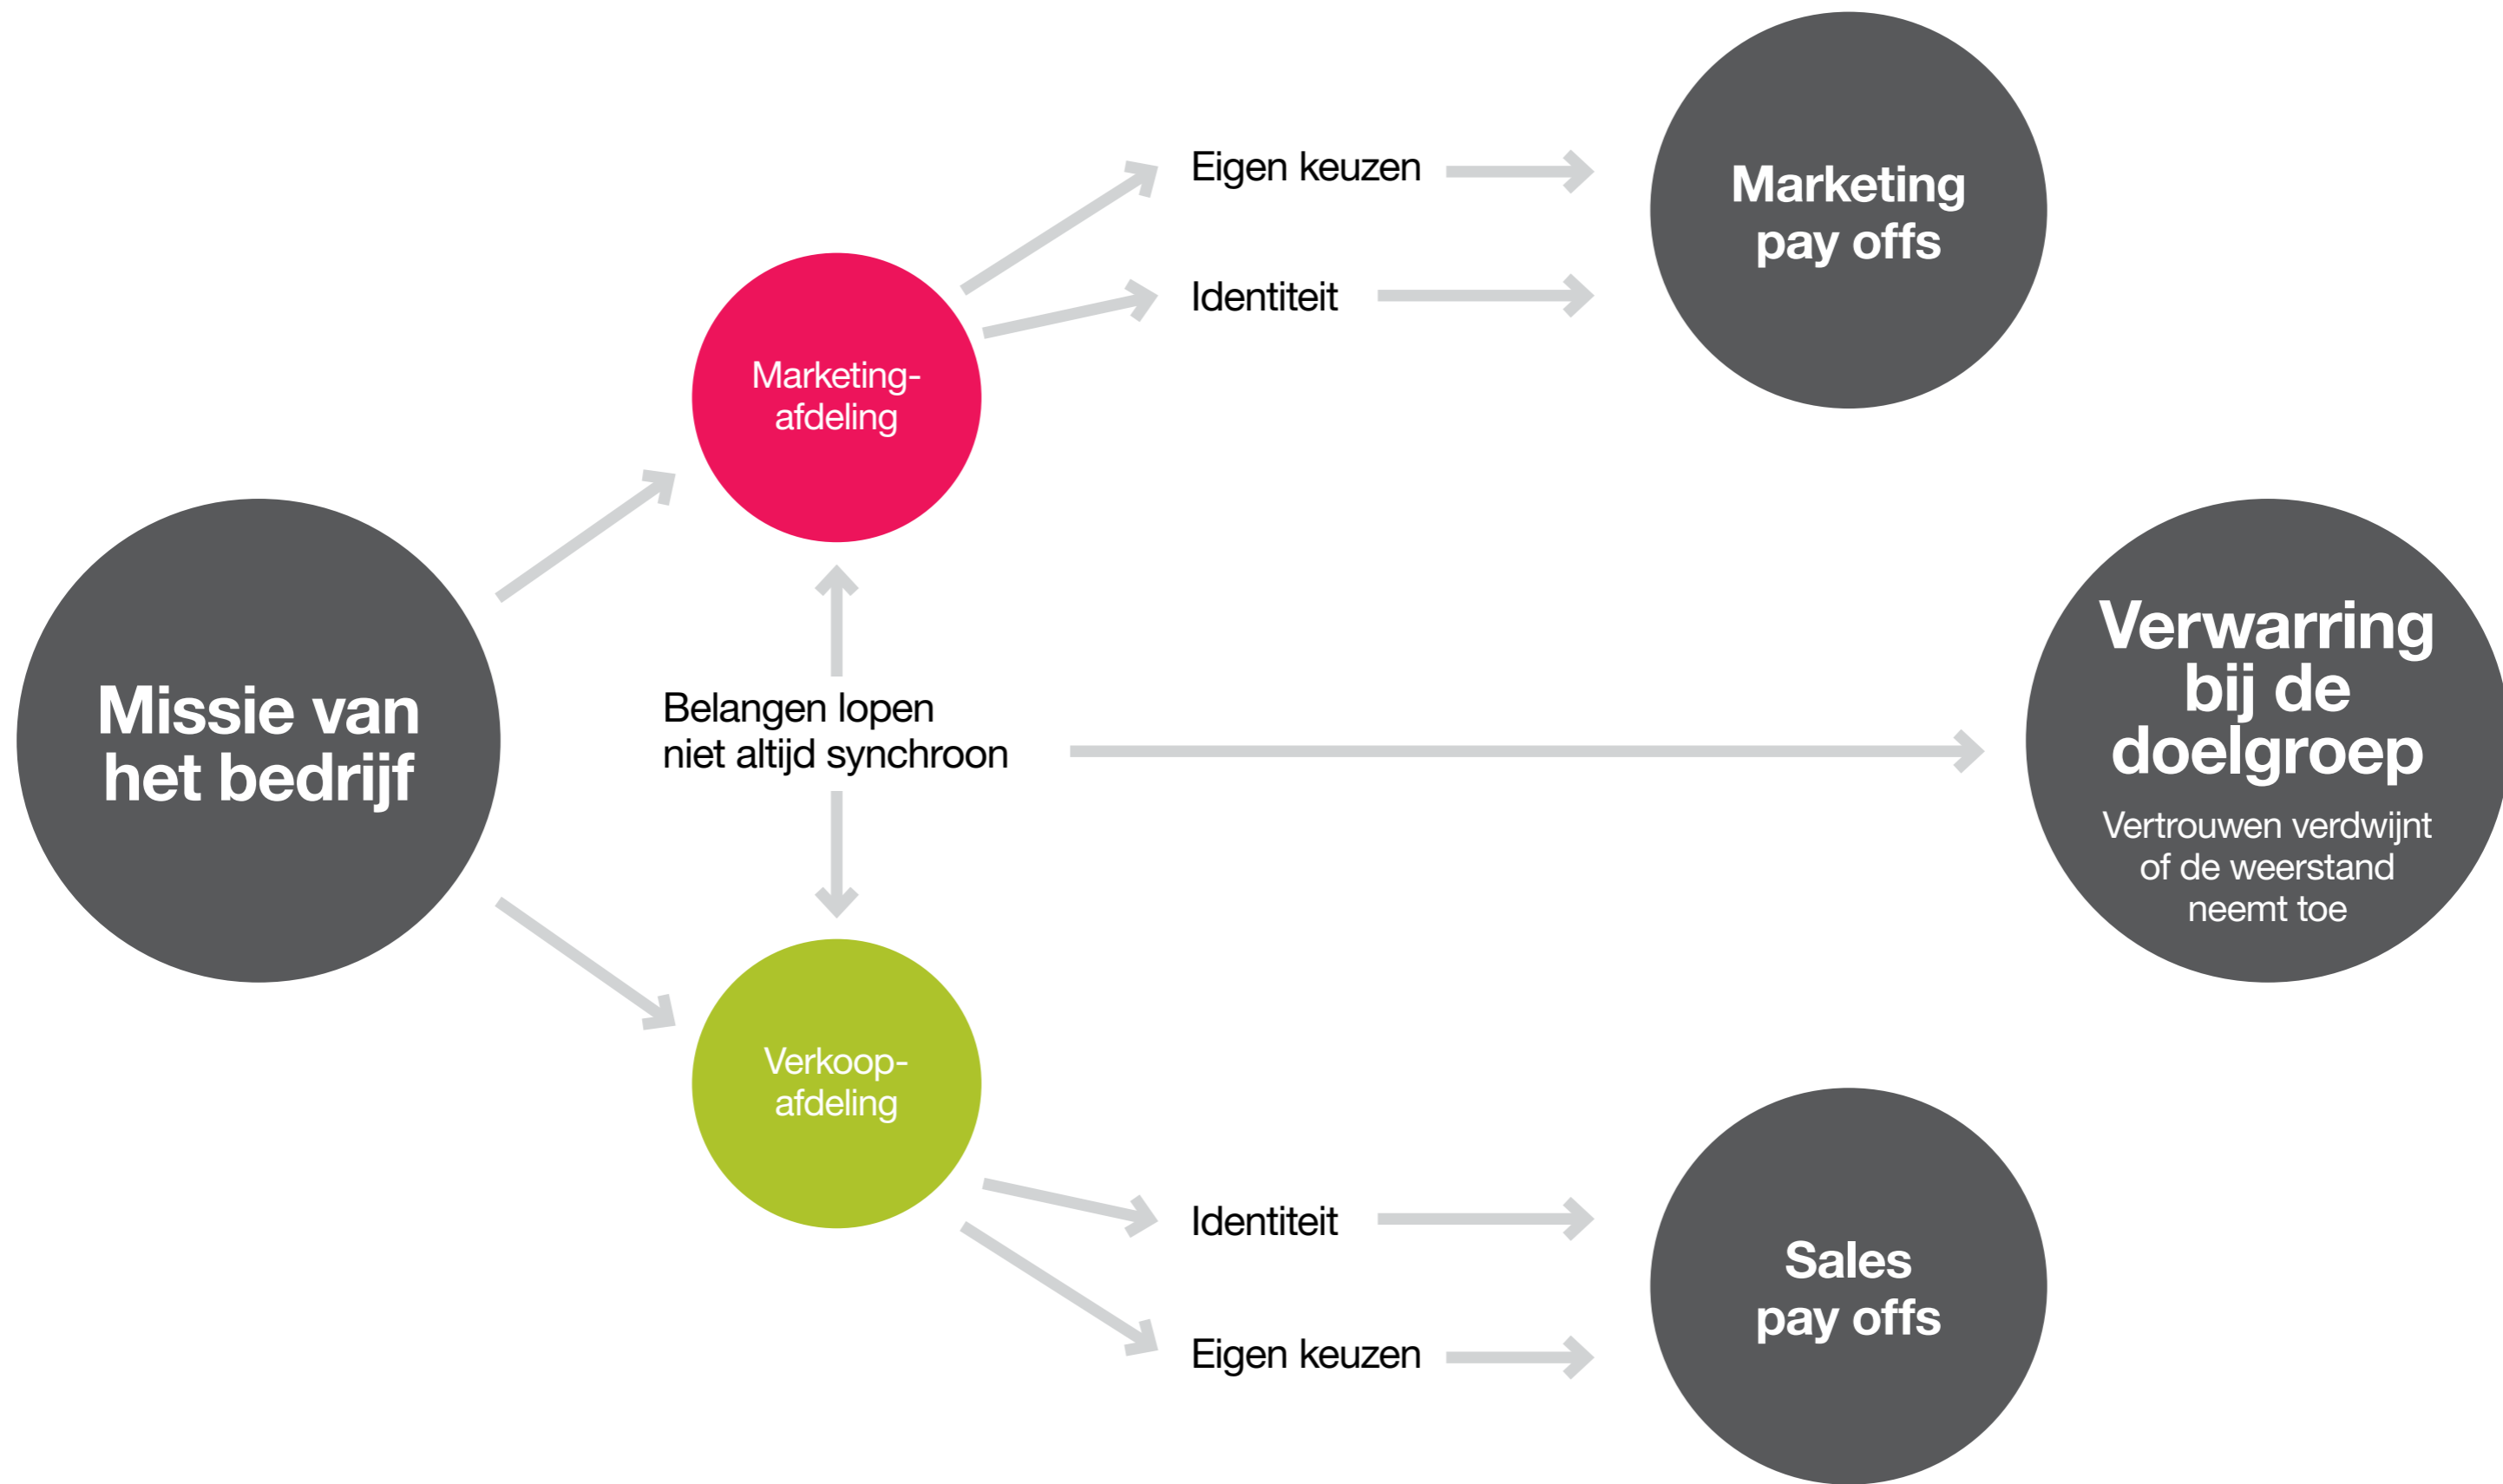 Eigen keuzen
Marketing
pay offs
Identiteit
Marketing-
afdeling
Missie van
het bedrijf
Belangen lopen
niet altijd synchroon
Verwarring
bij de
doelgroep
Vertrouwen verdwijnt
of de weerstand
neemt toe
Verkoop-
afdeling
Identiteit
Eigen keuzen
Sales
pay offs